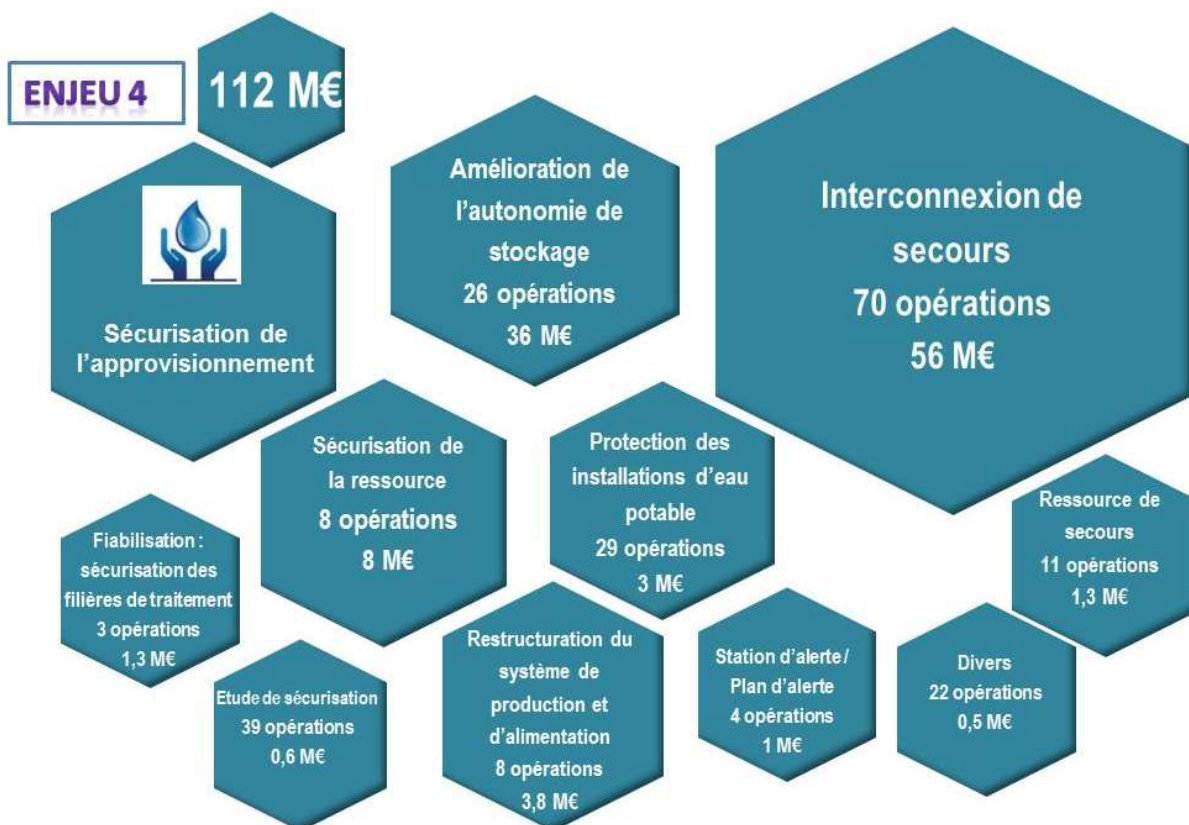 ENJEU 4
112 M€
Sécurisation de
l'approvisionnement
Amélioration de
l'autonomie de
stockage
26 opérations
36 M€
Interconnexion de
secours
70 opérations
56 M€
Sécurisation de
la ressource
8 opérations
8 M€
Protection des
installations d'eau
potable
29 opérations
3 M€
Ressource de
secours
11 opérations
1,3 M€
Fiabilisation :
sécurisation des
filières de traitement
3 opérations
1,3 M€
Etude de sécurisation
39 opérations
0,6 M€
Restructuration du
système de
production et
d'alimentation
8 opérations
3,8 M€
Station d'alerte /
Plan d'alerte
4 opérations
1 M€
Divers
22 opérations
0,5 M€